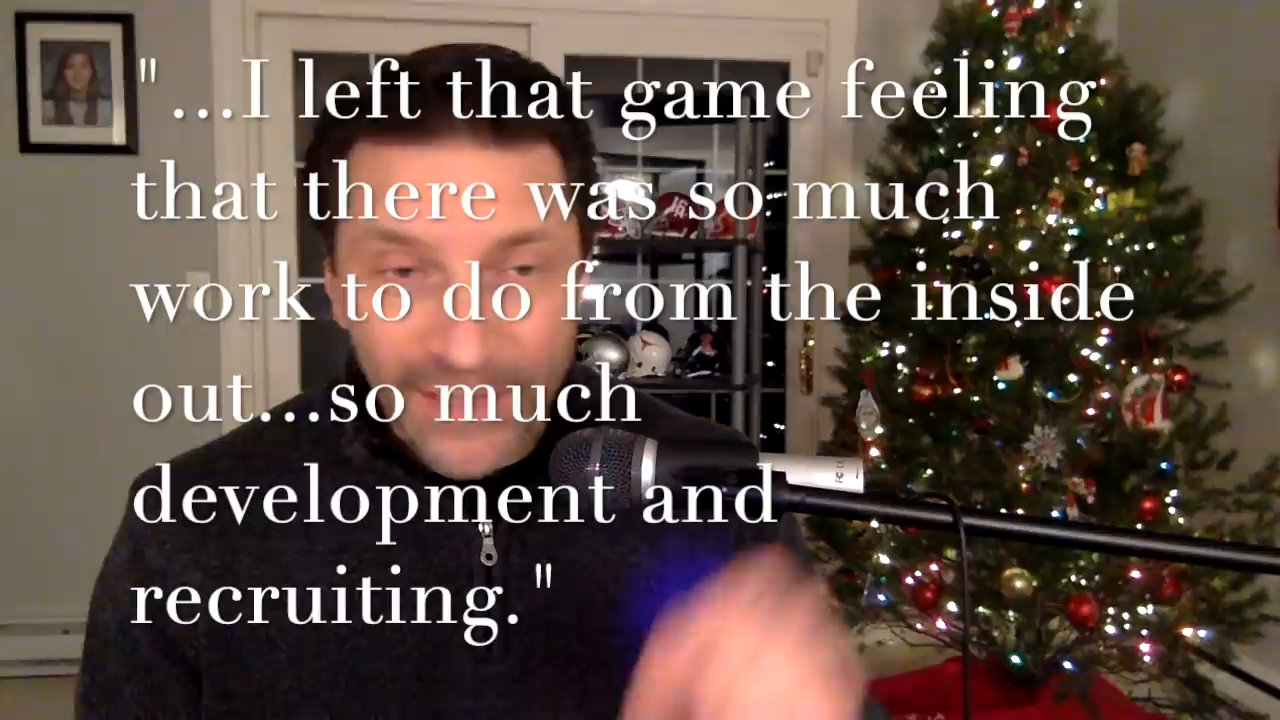 "...I left that game feeling
that there was so much
work to do from the inside
out...so much
development and
recruiting."